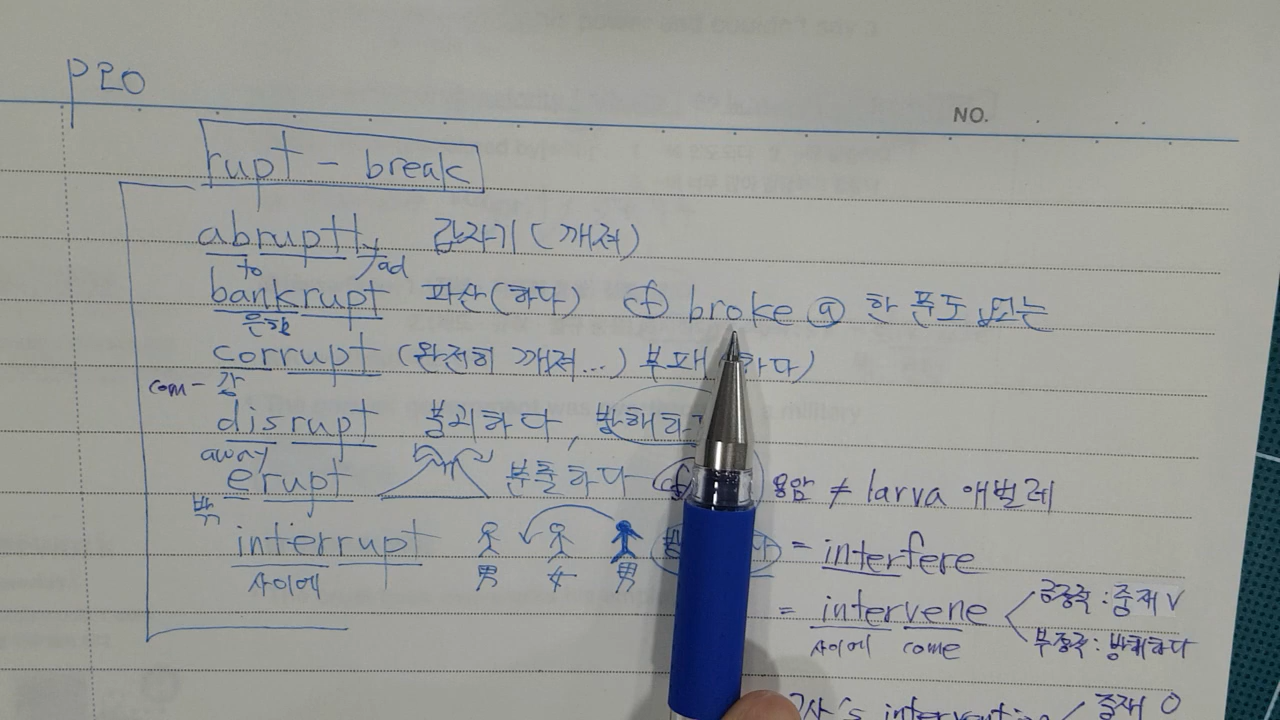 P20
NO.
rupt - break
abruptly 갑자기 (깨져)
to ad
bankrupt 파산(하다) cf broke ⓐ 한 푼도 없는
은행
corrupt (완전히 깨져...) 부패 하다)
com- 강
disrupt 붕괴하다, 방해하
away
erupt 분출하다 - cf 용암 ≠ larva 애벌레
밖
interrupt = interfere
사이에 男 女 男
= intervene 긍정적 : 중재 V
사이에 come 부정적 : 방해하다
's intervention 중재 O